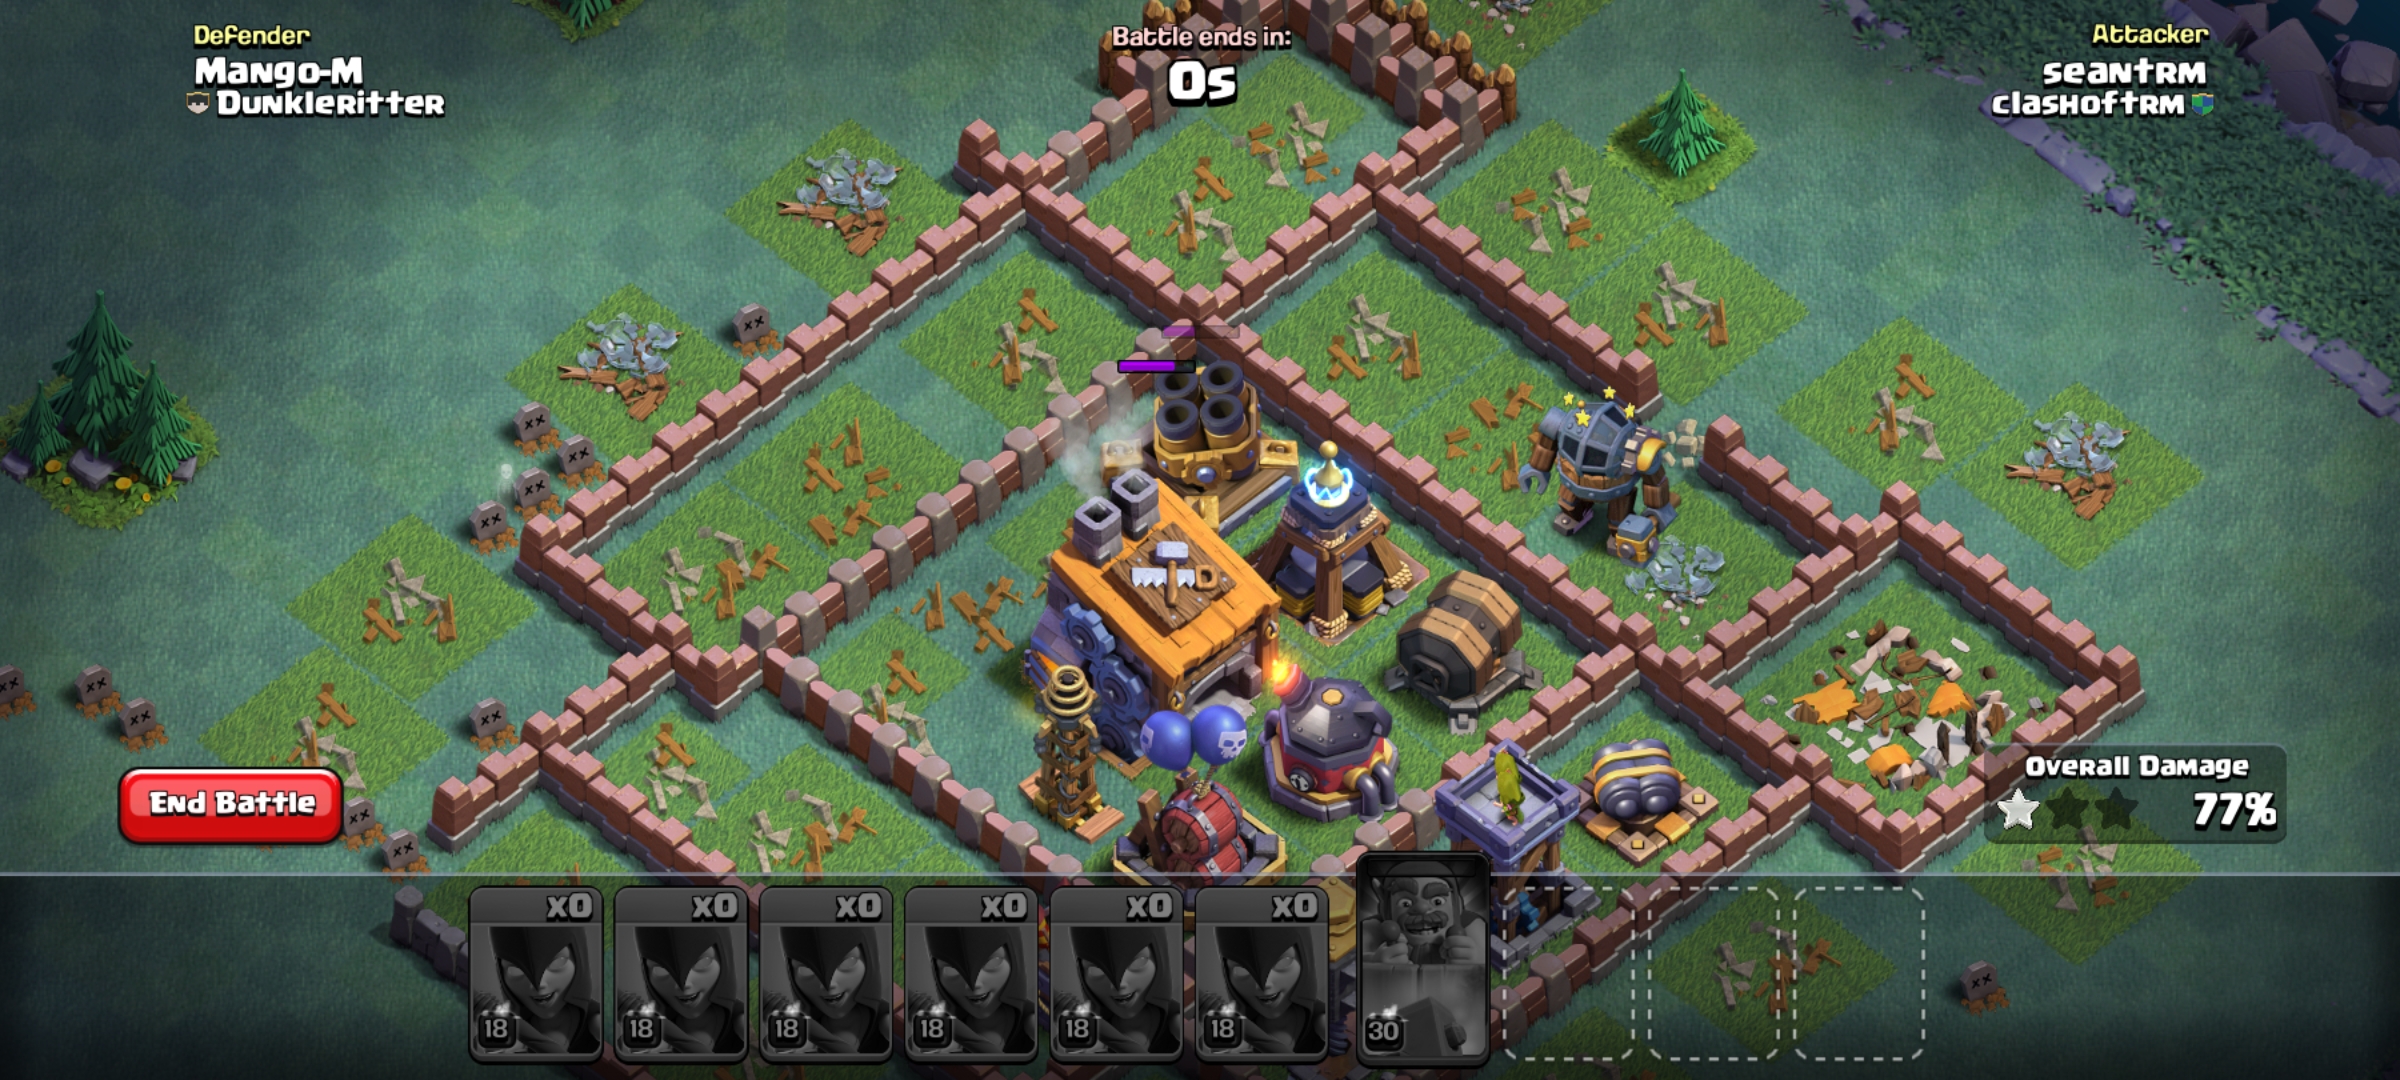 Defender
Mango-M
Dunkleritter
Battle ends in:
0s
Attacker
seantRM
clashoftRM
End Battle
Overall Damage
77%
x0
x0
x0
x0
x0
x0
18
18
18
18
18
18
30